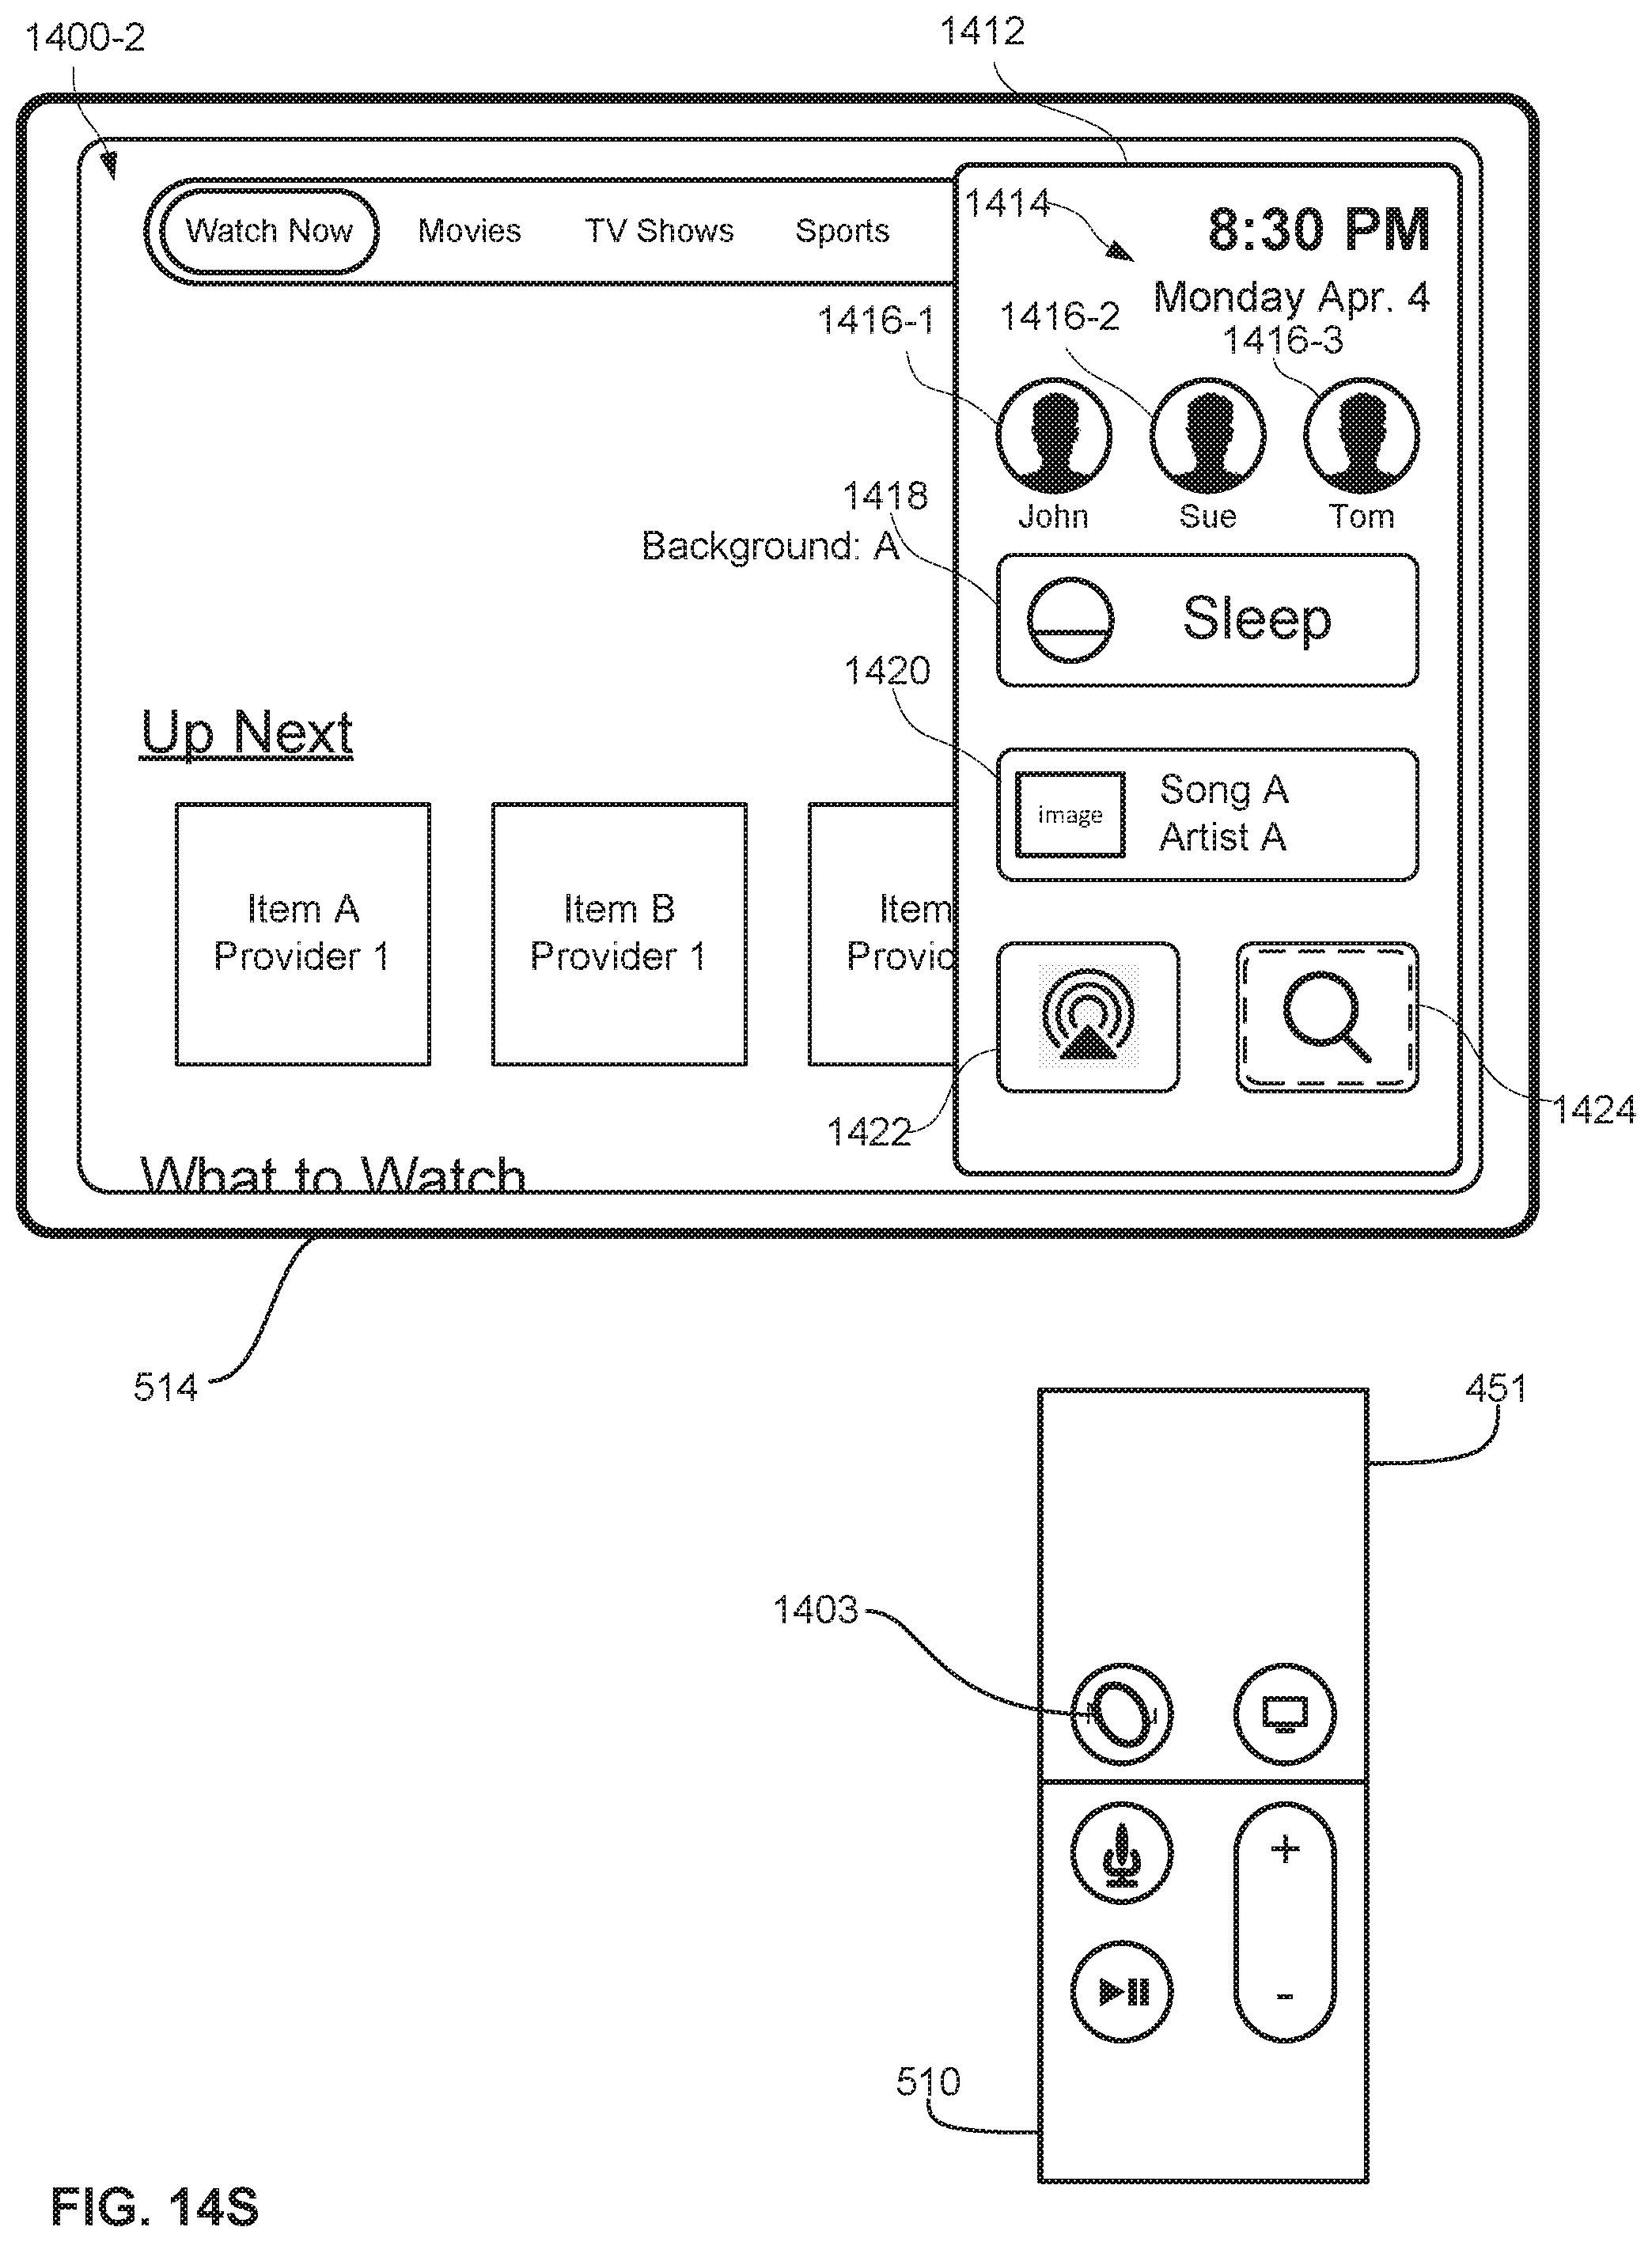 1400-2
1412
Watch Now Movies TV Shows Sports
1414
8:30 PM
Monday Apr. 4
1416-1
1416-2
1416-3
John Sue Tom
1418
Background: A
Sleep
1420
Up Next
image
Song A
Artist A
Item A
Provider 1
Item B
Provider 1
Item
Provid
1422
1424
What to Watch
514
451
1403
+
-
510
FIG. 14S